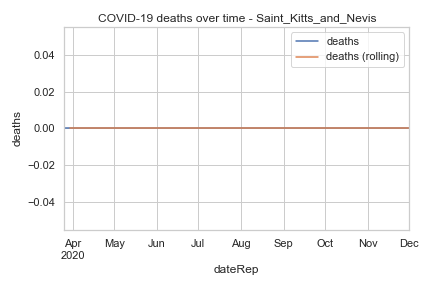 COVID-19 deaths over time - Saint_Kitts_and_Nevis
deaths
deaths (rolling)
0.04
0.02
0.00
−0.02
−0.04
deaths
Apr
2020
May
Jun
Jul
Aug
Sep
Oct
Nov
Dec
dateRep